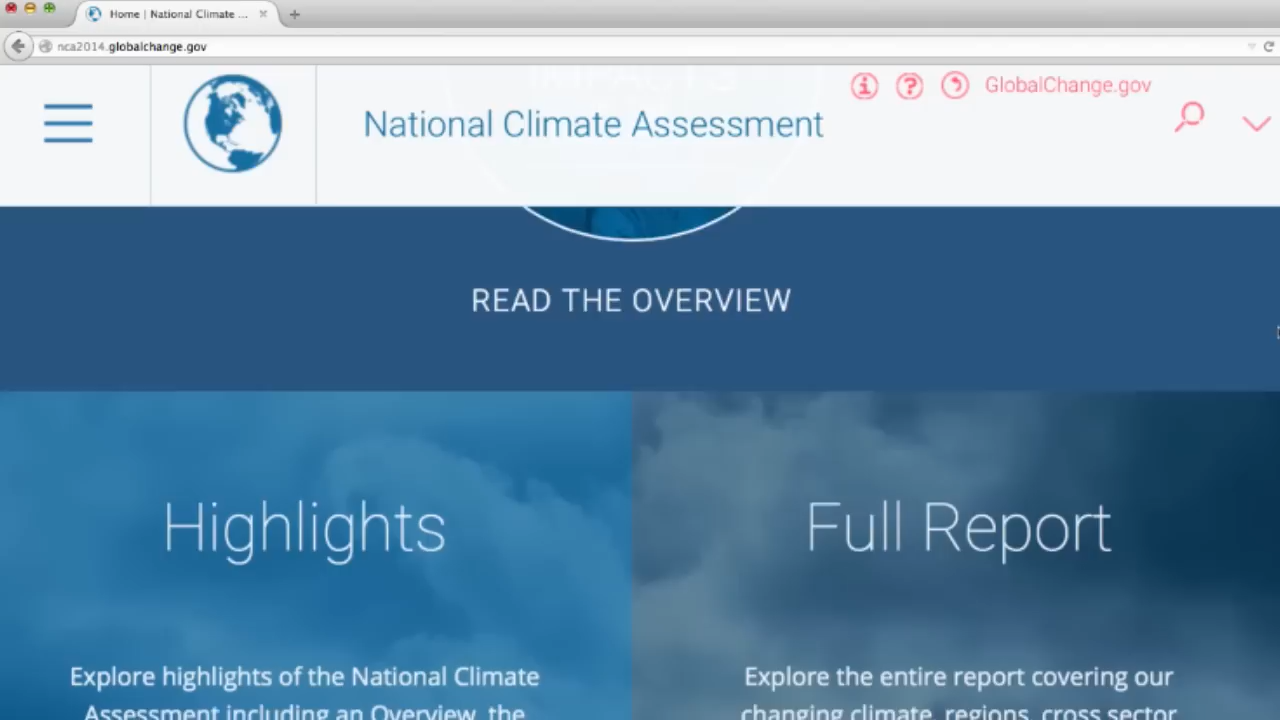 Home | National Climate ...
nca2014.globalchange.gov
GlobalChange.gov
National Climate Assessment
READ THE OVERVIEW
Highlights
Full Report
Explore highlights of the National Climate
Assessment including an Overview, the
Explore the entire report covering our
changing climate, regions, cross sector